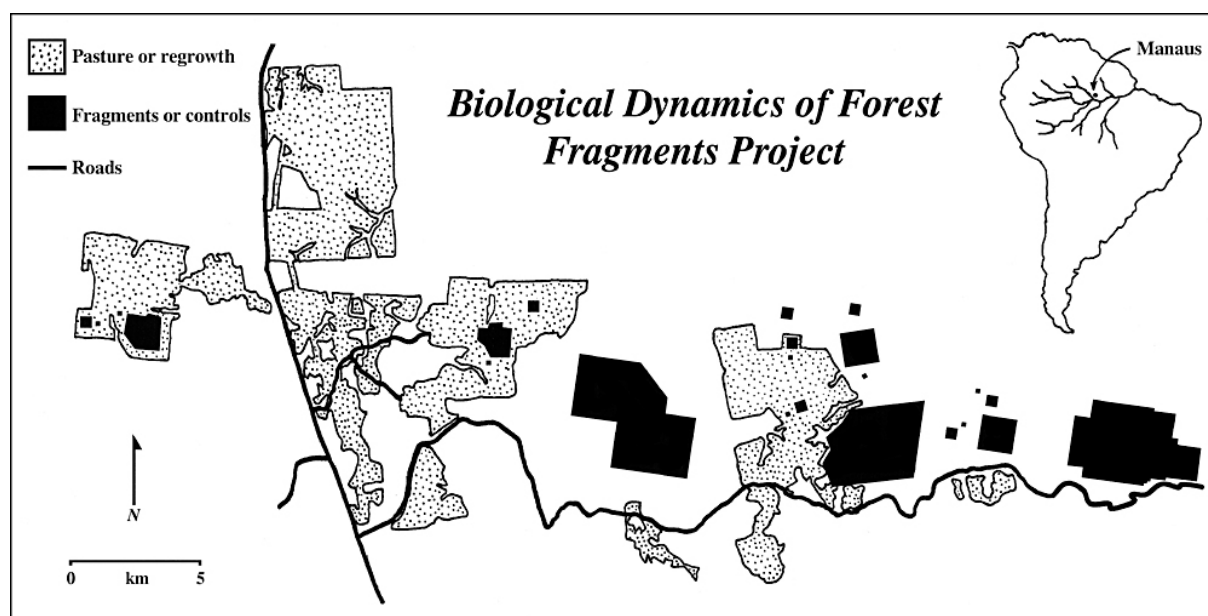 Pasture or regrowth
Fragments or controls
Roads
Biological Dynamics of Forest
Fragments Project
Manaus
N
0 5
km